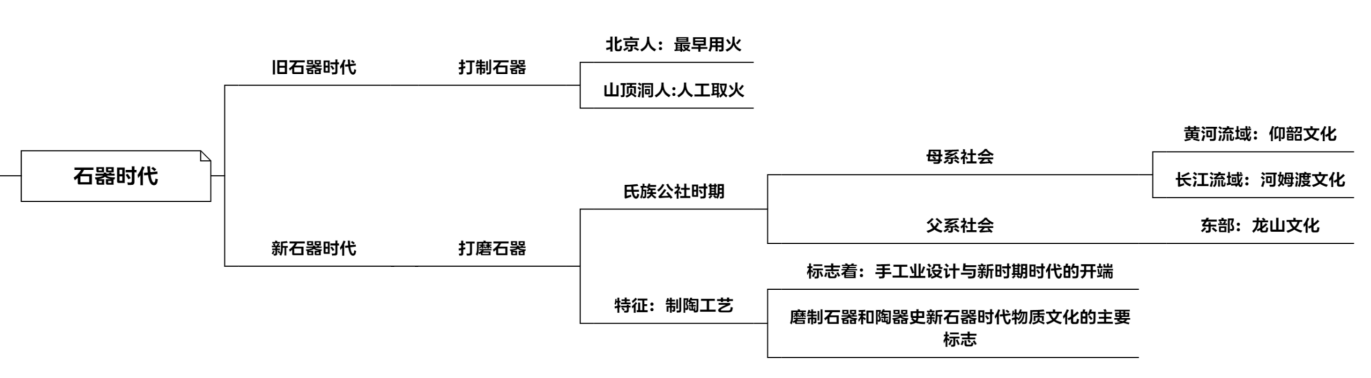 石器时代
旧石器时代
打制石器
北京人：最早用火
山顶洞人:人工取火
新石器时代
打磨石器
氏族公社时期
母系社会
黄河流域：仰韶文化
长江流域：河姆渡文化
父系社会
东部：龙山文化
特征：制陶工艺
标志着：手工业设计与新时期时代的开端
磨制石器和陶器史新石器时代物质文化的主要
标志